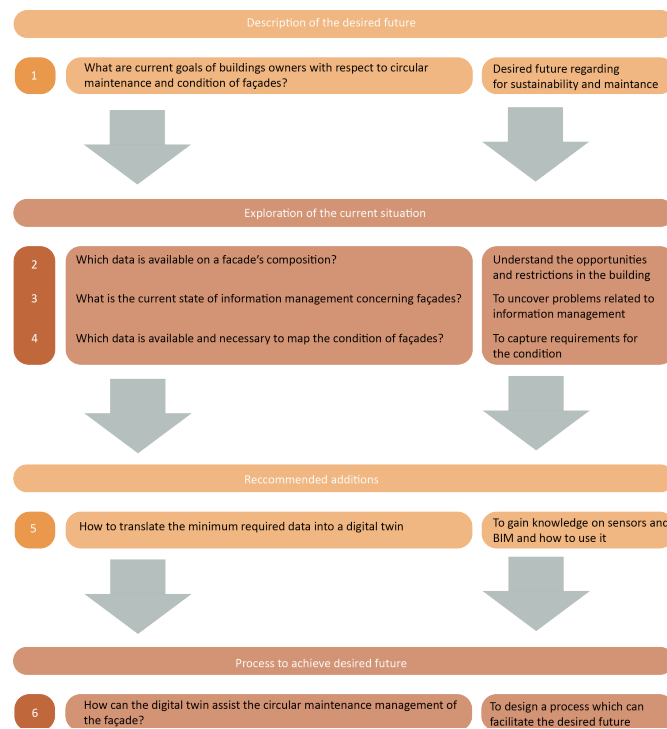 Description of the desired future
1
What are current goals of buildings owners with respect to circular
maintenance and condition of façades?
Desired future regarding
for sustainability and maintance
Exploration of the current situation
2
Which data is available on a facade's composition?
Understand the opportunities
and restrictions in the building
3
What is the current state of information management concerning façades?
To uncover problems related to
information management
4
Which data is available and necessary to map the condition of façades?
To capture requirements for
the condition
Reccommended additions
5
How to translate the minimum required data into a digital twin
To gain knowledge on sensors and
BIM and how to use it
Process to achieve desired future
6
How can the digital twin assist the circular maintenance management of
the façade?
To design a process which can
facilitate the desired future